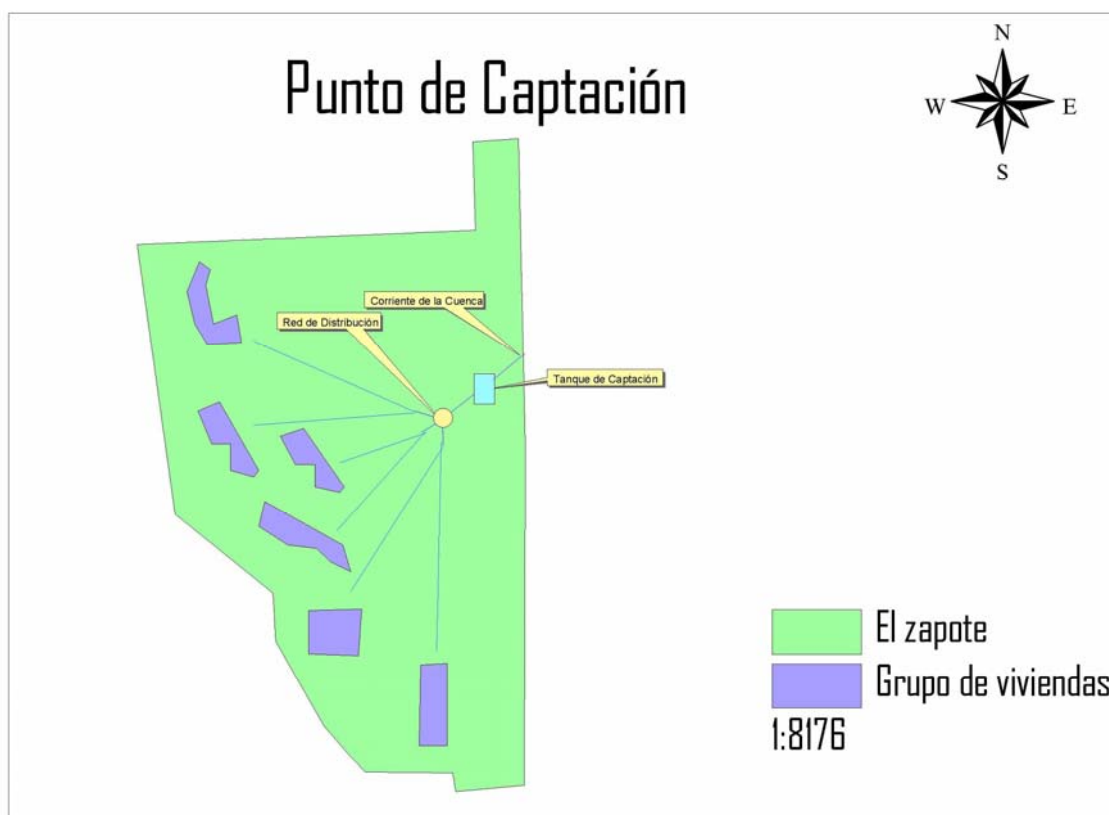 Punto de Captación
N
W E
S
Corriente de la Cuenca
Red de Distribución
Tanque de Captación
El zapote
Grupo de viviendas
1:8176